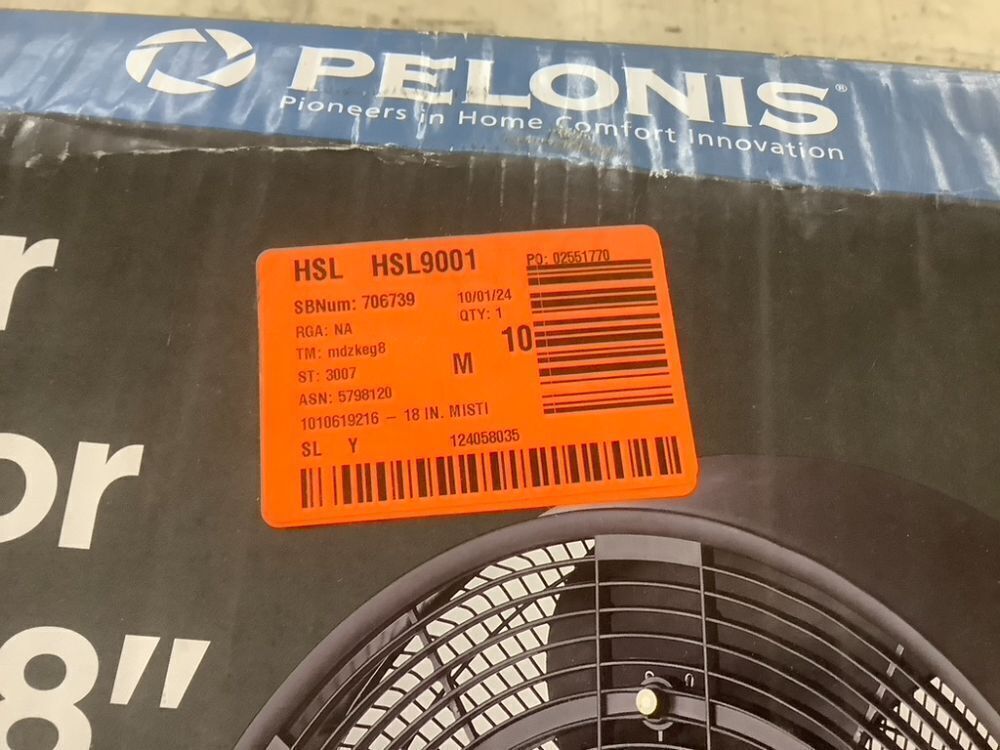 PELONIS®
Pioneers in Home Comfort Innovation
r
or
8"
HSL HSL9001
PO: 02551770
SBNum: 706739
10/01/24
RGA: NA
QTY: 1
TM: mdzkeg8
10
M
ST: 3007
ASN: 5798120
1010619216 – 18 IN. MISTI
SL Y
124058035